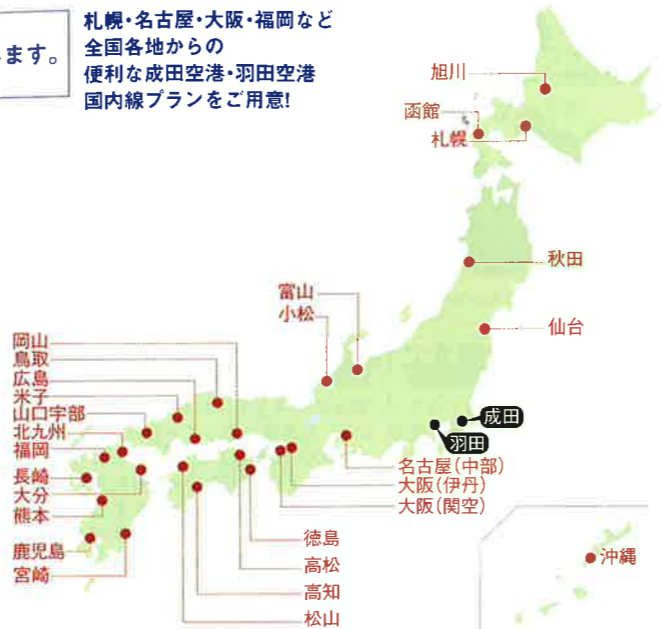 ます。
札幌・名古屋・大阪・福岡など
全国各地からの
便利な成田空港・羽田空港
国内線プランをご用意!
旭川
函館
札幌
秋田
仙台
富山
小松
岡山
鳥取
広島
米子
山口宇部
北九州
福岡
長崎
大分
熊本
鹿児島
宮崎
成田
羽田
名古屋(中部)
大阪(伊丹)
大阪(関空)
徳島
高松
高知
松山
沖縄